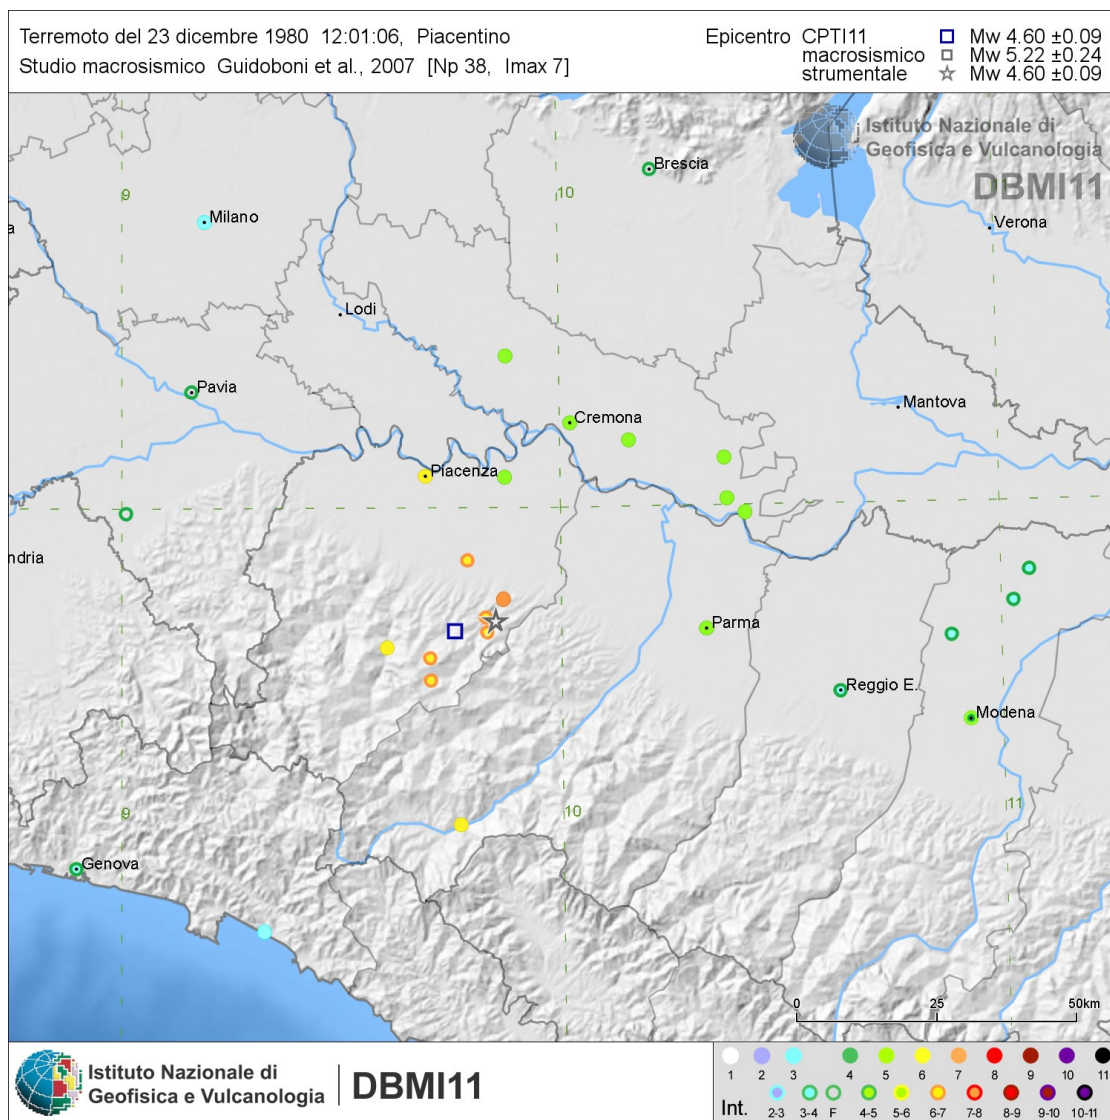 Terremoto del 23 dicembre 1980 12:01:06, Piacentino
Studio macrosismico Guidoboni et al., 2007 [Np 38, Imax 7]
Epicentro CPTI11 Mw 4.60 ±0.09
macrosismico Mw 5.22 ±0.24
strumentale Mw 4.60 ±0.09
Istituto Nazionale di
Geofisica e Vulcanologia
DBMI11
9
10
Brescia
Milano
Verona
a
Lodi
Pavia
Mantova
Cremona
Piacenza
ndria
Parma
Reggio E.
Modena
9
10
11
Genova
0 25 50km
Istituto Nazionale di
Geofisica e Vulcanologia
DBMI11
1 2 3 4 5 6 7 8 9 10 11
Int. 2-3 3-4 F 4-5 5-6 6-7 7-8 8-9 9-10 10-11